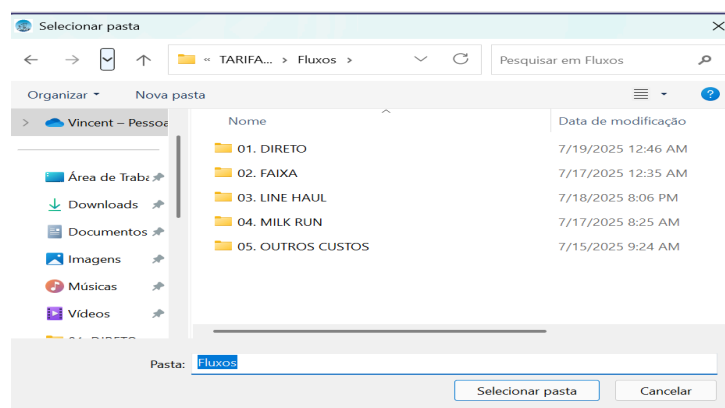 Selecionar pasta
« TARIFA... > Fluxos >
Pesquisar em Fluxos
Organizar
Nova pasta
Vincent – Pessoa
Nome
Data de modificação
01. DIRETO
7/19/2025 12:46 AM
Área de Traba
02. FAIXA
7/17/2025 12:35 AM
Downloads
03. LINE HAUL
7/18/2025 8:06 PM
Documentos
04. MILK RUN
7/17/2025 8:25 AM
Imagens
05. OUTROS CUSTOS
7/15/2025 9:24 AM
Músicas
Vídeos
Pasta: Fluxos
Selecionar pasta
Cancelar